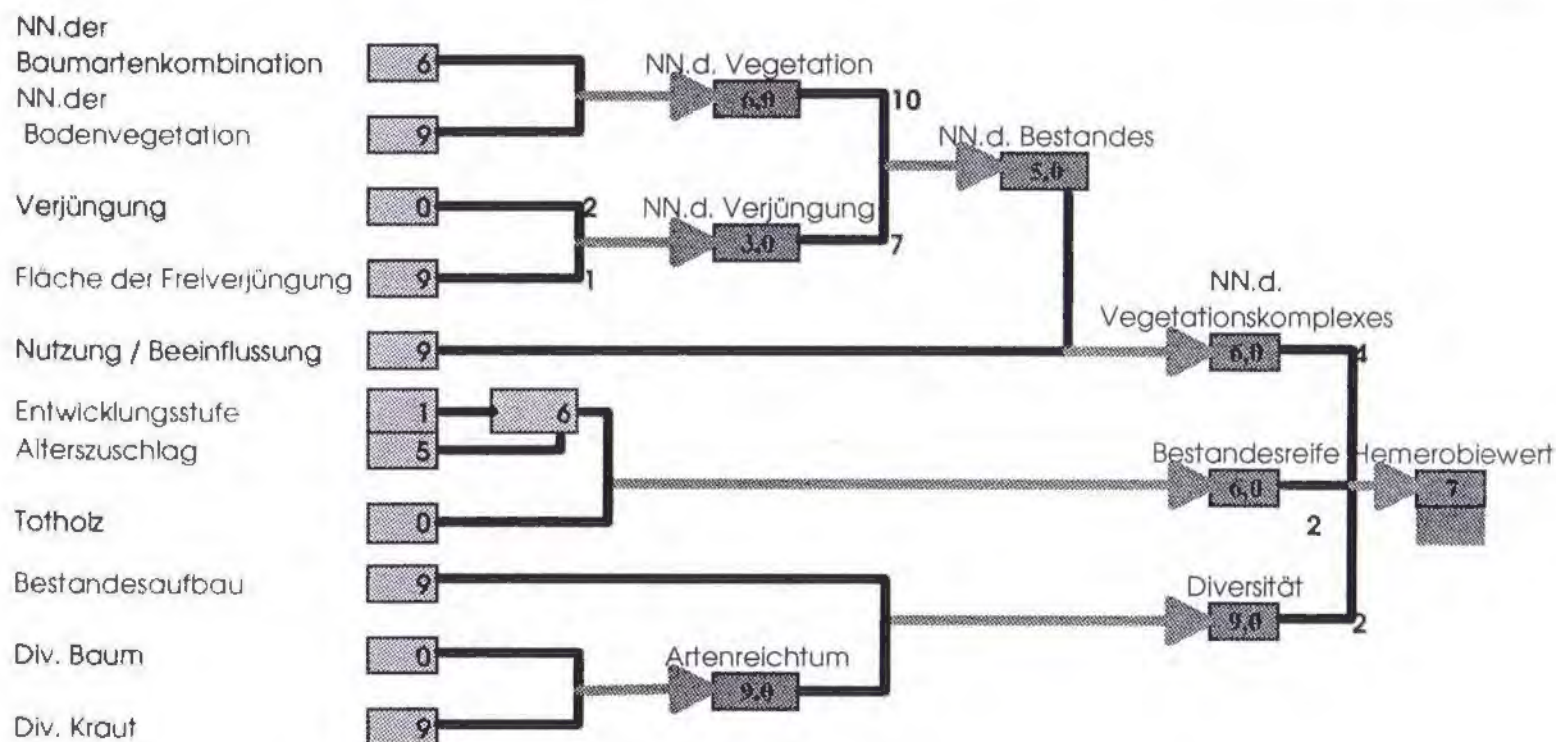 NN.der
Baumartenkombination 6
NN.der
Bodenvegetation 9
NN.d. Vegetation
6,0 10
NN.d. Bestandes
5,0
Verjüngung 0 2
NN.d. Verjüngung
3,0 7
Fläche der Freiverjüngung 9 1
NN.d.
Vegetationskomplexes
Nutzung / Beeinflussung 9
6,0 4
Entwicklungsstufe 1 6
Alterszuschlag 5
Bestandesreife Hemerobiewert
6,0 7
2
Totholz 0
Bestandesaufbau 9
Diversität
9,0 2
Div. Baum 0
Artenreichtum
9,0
Div. Kraut 9